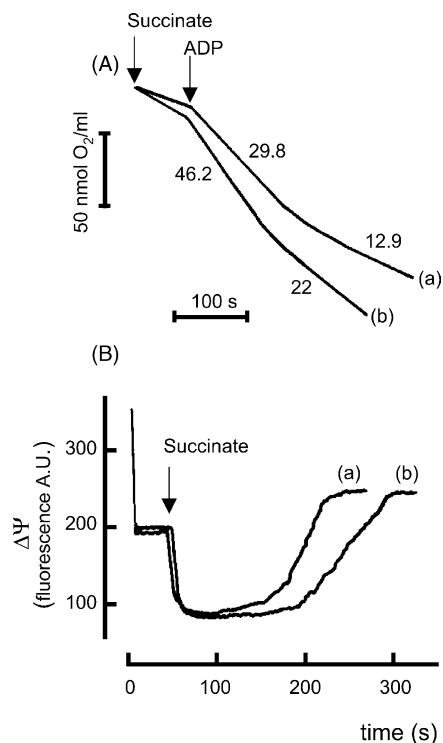 Succinate
(A)
ADP
50 nmol O₂/ml
29.8
46.2
12.9
(a)
22
(b)
100 s
(B)
Succinate
(a)
(b)
ΔΨ
(fluorescence A.U.)
300
200
100
0 100 200 300
time (s)